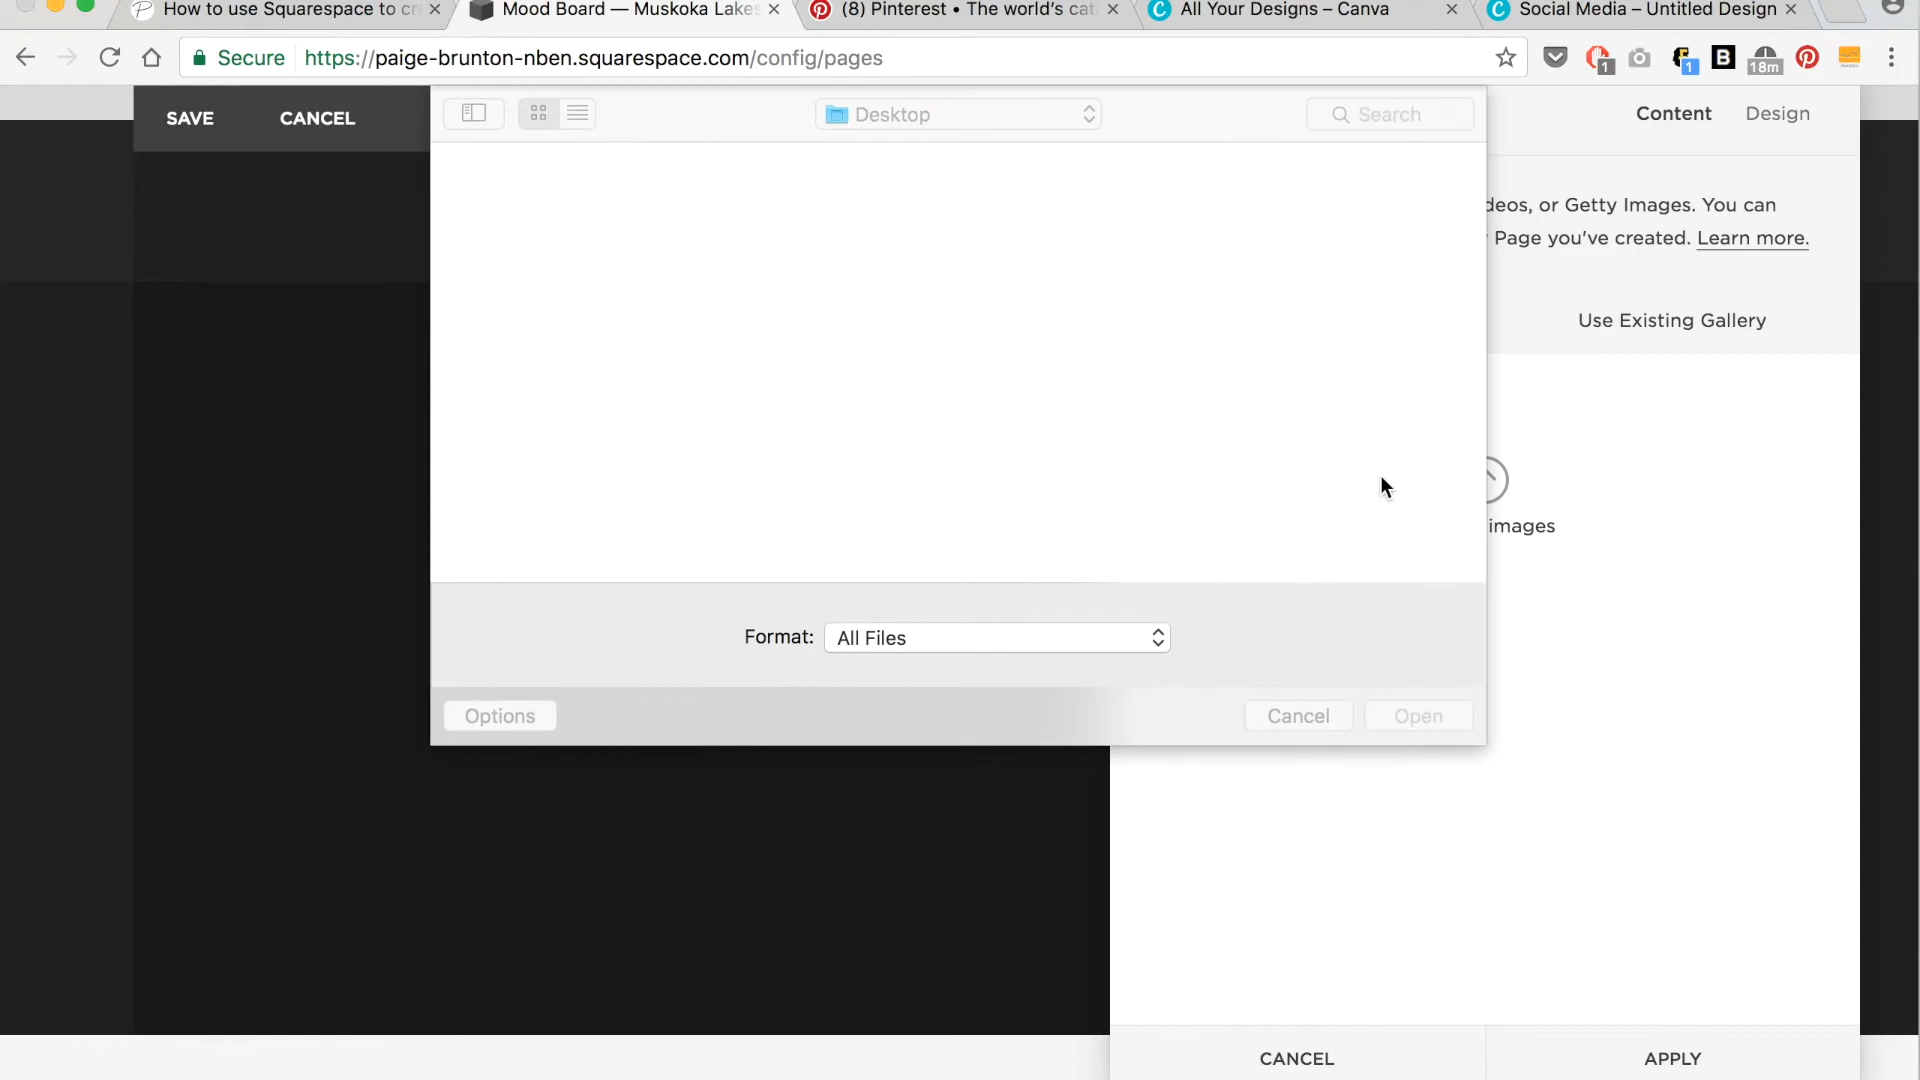 How to use Squarespace to cr
Mood Board — Muskoka Lakes
(8) Pinterest • The world's cat
All Your Designs – Canva
Social Media – Untitled Design
Secure
https://paige-brunton-nben.squarespace.com/config/pages
1
1
B
18m
SAVE
CANCEL
Desktop
Search
Content
Design
deos, or Getty Images. You can
Page you've created. Learn more.
Use Existing Gallery
images
Format:
All Files
Options
Cancel
Open
CANCEL
APPLY